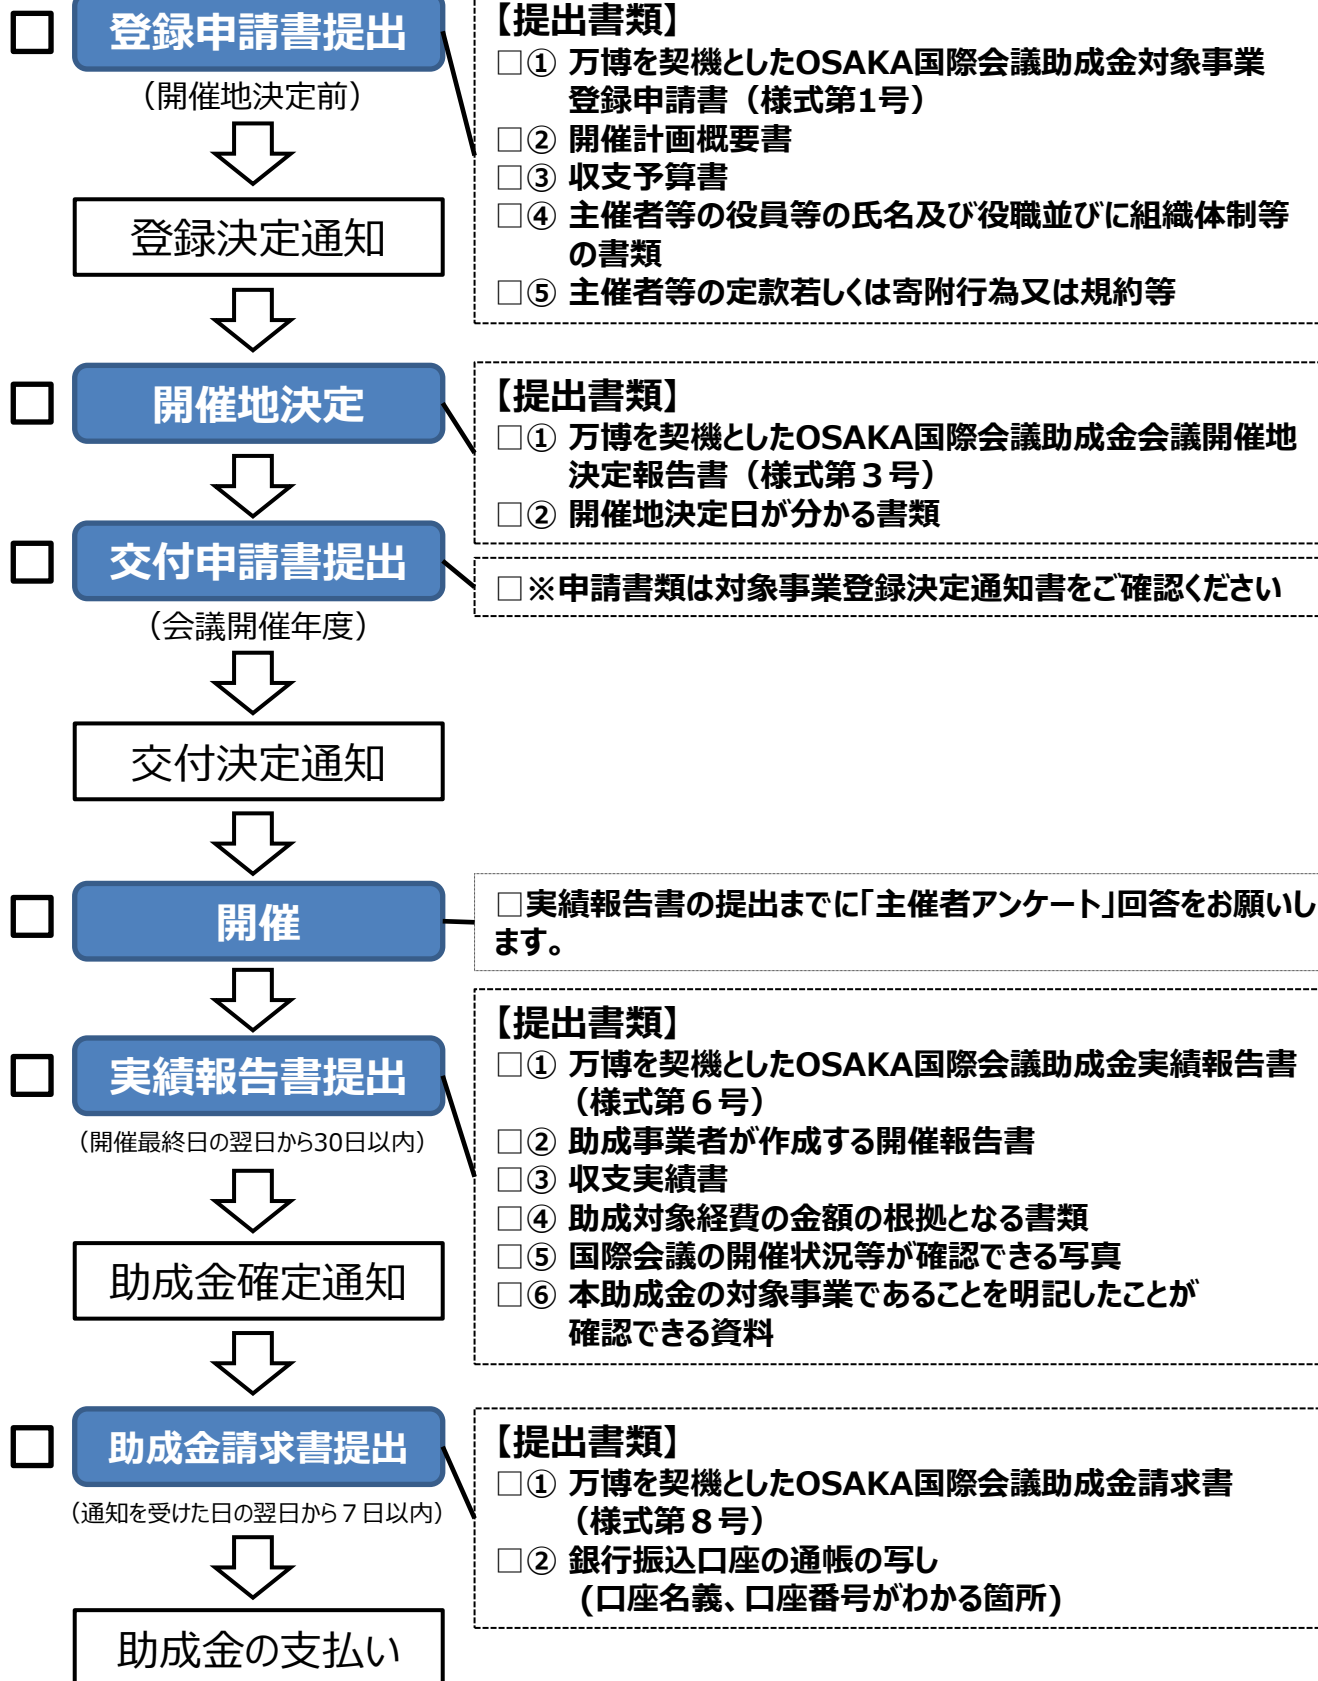 登録申請書提出
（開催地決定前）
【提出書類】
□① 万博を契機としたOSAKA国際会議助成金対象事業
登録申請書（様式第1号）
□② 開催計画概要書
□③ 収支予算書
□④ 主催者等の役員等の氏名及び役職並びに組織体制等
の書類
□⑤ 主催者等の定款若しくは寄附行為又は規約等
登録決定通知
開催地決定
【提出書類】
□① 万博を契機としたOSAKA国際会議助成金会議開催地
決定報告書（様式第３号）
□② 開催地決定日が分かる書類
交付申請書提出
（会議開催年度）
□※申請書類は対象事業登録決定通知書をご確認ください
交付決定通知
開催
□実績報告書の提出までに「主催者アンケート」回答をお願いし
ます。
実績報告書提出
（開催最終日の翌日から30日以内）
【提出書類】
□① 万博を契機としたOSAKA国際会議助成金実績報告書
（様式第６号）
□② 助成事業者が作成する開催報告書
□③ 収支実績書
□④ 助成対象経費の金額の根拠となる書類
□⑤ 国際会議の開催状況等が確認できる写真
□⑥ 本助成金の対象事業であることを明記したことが
確認できる資料
助成金確定通知
助成金請求書提出
（通知を受けた日の翌日から７日以内）
【提出書類】
□① 万博を契機としたOSAKA国際会議助成金請求書
（様式第８号）
□② 銀行振込口座の通帳の写し
(口座名義、口座番号がわかる箇所)
助成金の支払い